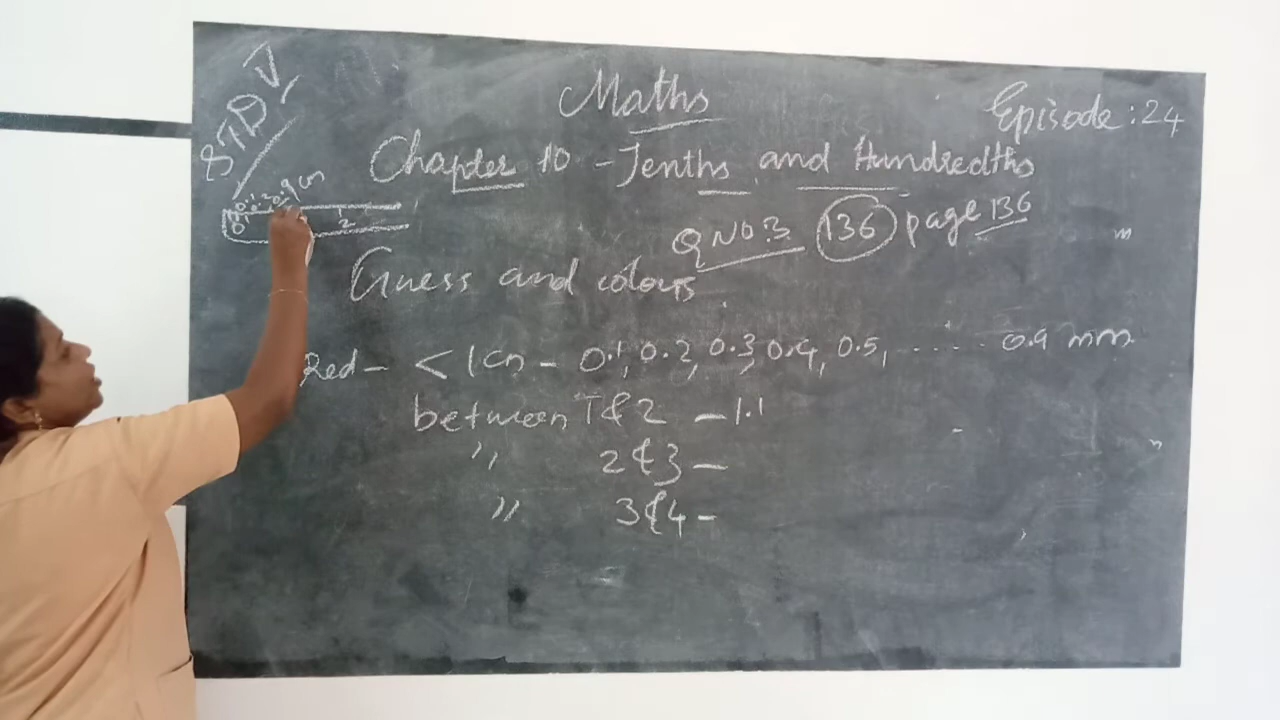 STD V
Maths
Episode : 24
Chapter 10 - Tenths and Hundredths
Q NO 3. 136 page 136
Guess and colours
Red - < 1cm - 0.1, 0.2, 0.3, 0.4, 0.5, ..... 0.9 mm.
between 1 & 2 - 1.1
" 2 & 3 -
" 3 & 4 -
0 2